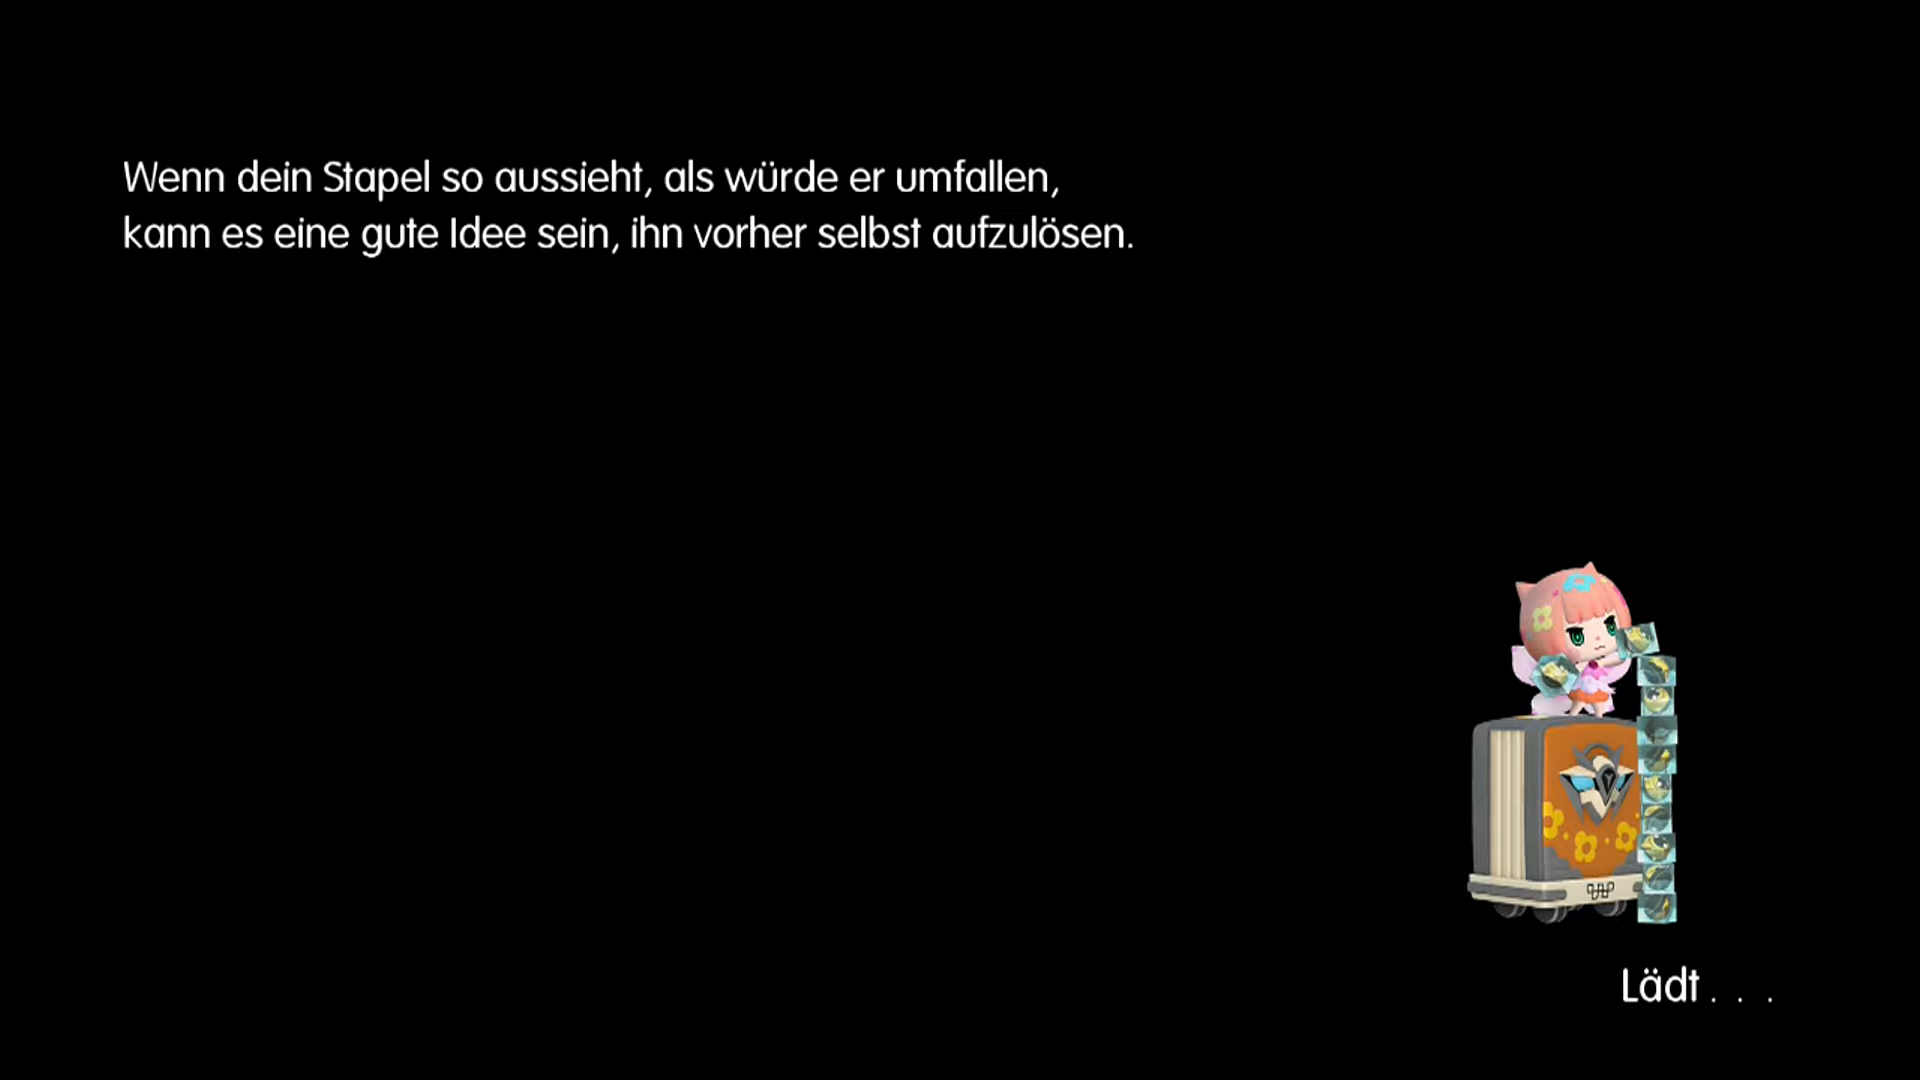 Wenn dein Stapel so aussieht, als würde er umfallen,
kann es eine gute Idee sein, ihn vorher selbst aufzulösen.
Lädt . . .